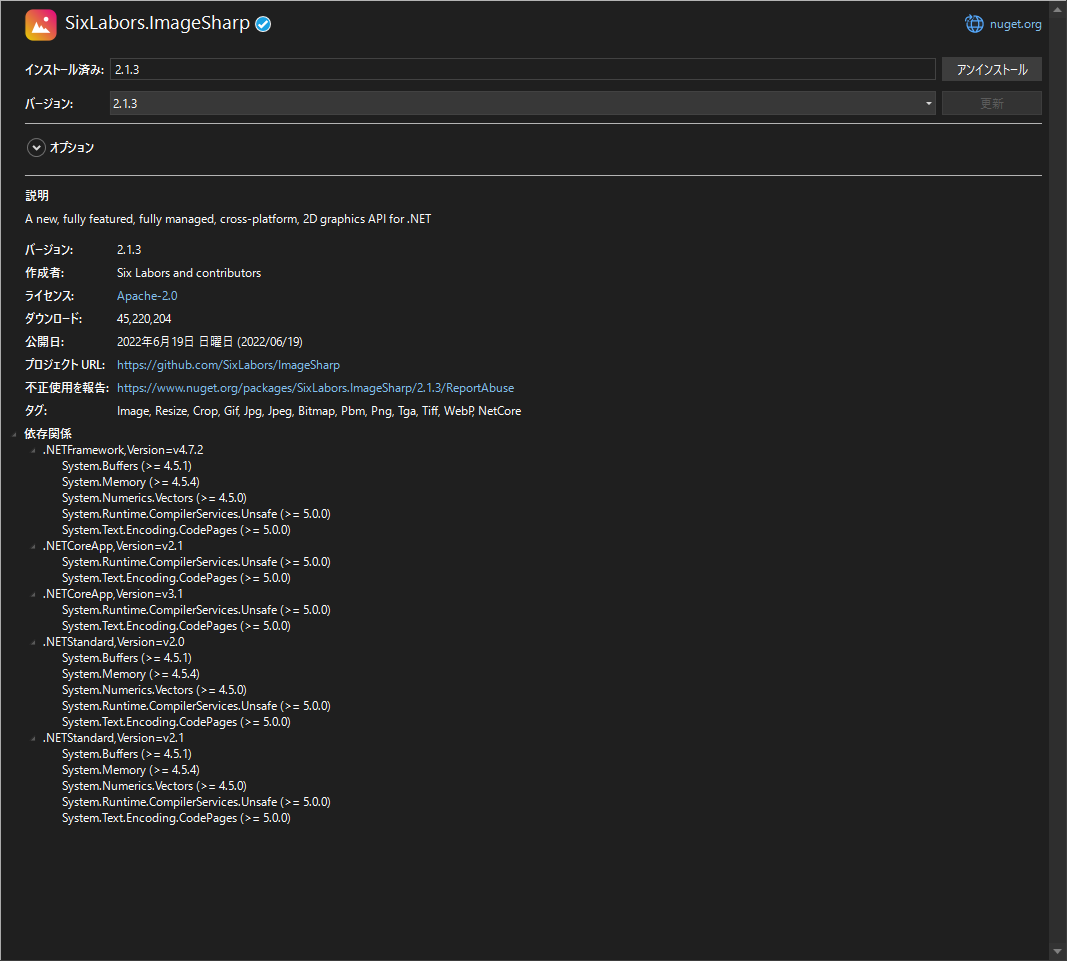 SixLabors.ImageSharp
nuget.org
インストール済み: 2.1.3 アンインストール
バージョン: 2.1.3 更新
オプション
説明
A new, fully featured, fully managed, cross-platform, 2D graphics API for .NET
バージョン: 2.1.3
作成者: Six Labors and contributors
ライセンス: Apache-2.0
ダウンロード: 45,220,204
公開日: 2022年6月19日 日曜日 (2022/06/19)
プロジェクト URL: https://github.com/SixLabors/ImageSharp
不正使用を報告: https://www.nuget.org/packages/SixLabors.ImageSharp/2.1.3/ReportAbuse
タグ: Image, Resize, Crop, Gif, Jpg, Jpeg, Bitmap, Pbm, Png, Tga, Tiff, WebP, NetCore
依存関係
.NETFramework,Version=v4.7.2
System.Buffers (>= 4.5.1)
System.Memory (>= 4.5.4)
System.Numerics.Vectors (>= 4.5.0)
System.Runtime.CompilerServices.Unsafe (>= 5.0.0)
System.Text.Encoding.CodePages (>= 5.0.0)
.NETCoreApp,Version=v2.1
System.Runtime.CompilerServices.Unsafe (>= 5.0.0)
System.Text.Encoding.CodePages (>= 5.0.0)
.NETCoreApp,Version=v3.1
System.Runtime.CompilerServices.Unsafe (>= 5.0.0)
System.Text.Encoding.CodePages (>= 5.0.0)
.NETStandard,Version=v2.0
System.Buffers (>= 4.5.1)
System.Memory (>= 4.5.4)
System.Numerics.Vectors (>= 4.5.0)
System.Runtime.CompilerServices.Unsafe (>= 5.0.0)
System.Text.Encoding.CodePages (>= 5.0.0)
.NETStandard,Version=v2.1
System.Buffers (>= 4.5.1)
System.Memory (>= 4.5.4)
System.Numerics.Vectors (>= 4.5.0)
System.Runtime.CompilerServices.Unsafe (>= 5.0.0)
System.Text.Encoding.CodePages (>= 5.0.0)